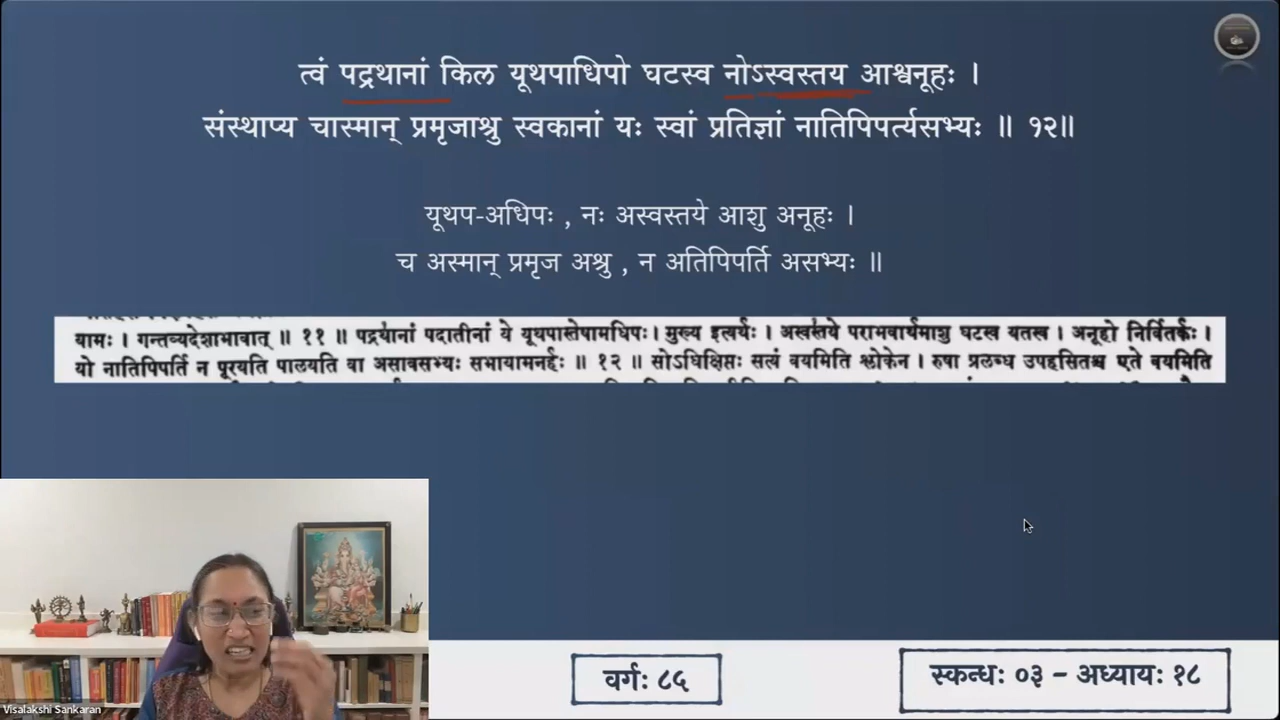 त्वं पद्रथानां किल यूथपाधिपो घटस्व नोऽस्वस्तय आश्वनूहः ।
संस्थाप्य चास्मान् प्रमृजाश्रु स्वकानां यः स्वां प्रतिज्ञां नातिपिपर्त्यसभ्यः ॥ १२॥
यूथप-अधिपः , नः अस्वस्तये आशु अनूहः ।
च अस्मान् प्रमृज अश्रु , न अतिपिपर्ति असभ्यः ॥
यामः । गन्तव्यदेशाभावात् ॥ ११ ॥ पद्रथानां पदातीनां ये यूथपास्तेषामधिपः । मुख्य इत्यर्थः । अस्वस्तये पराभवार्थमाशु घटस्व यतस्व । अनूहो निर्वितर्कः ।
यो नातिपिपर्ति न पूरयति पालयति वा असावसभ्यः सभायामनर्हः ॥ १२ ॥ सोऽधिक्षिप्तः सत्यं वयमिति श्लोकेन । रुषा प्रलब्ध उपहसितश्च एते वयमिति
Visalakshi Sankaran
वर्गः ८५
स्कन्धः ०३ – अध्यायः १८